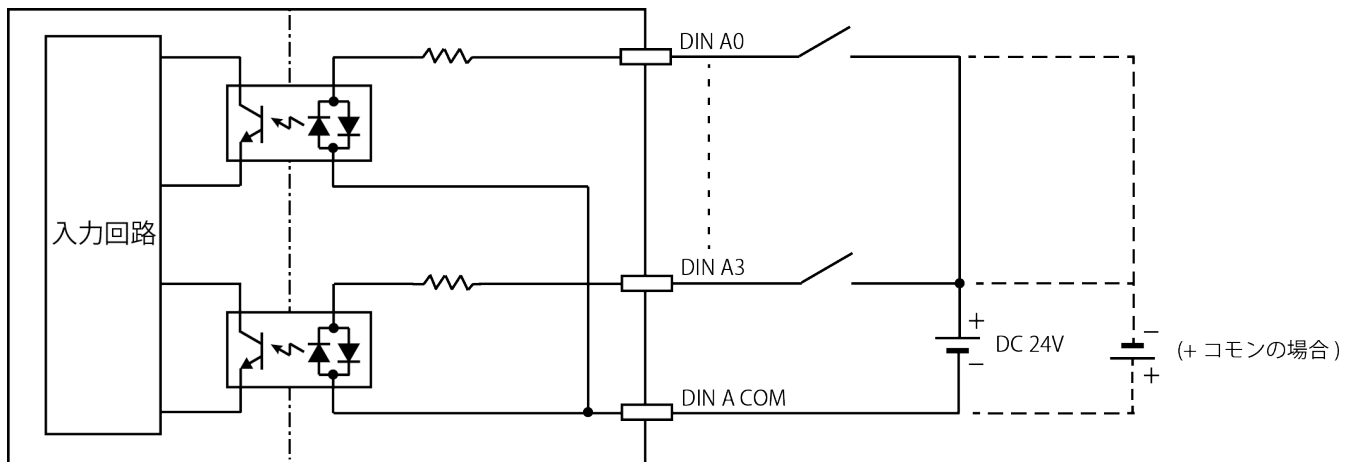 DIN A0
入力回路
DIN A3
+
DC 24V
−
−
(+ コモンの場合)
+
DIN A COM